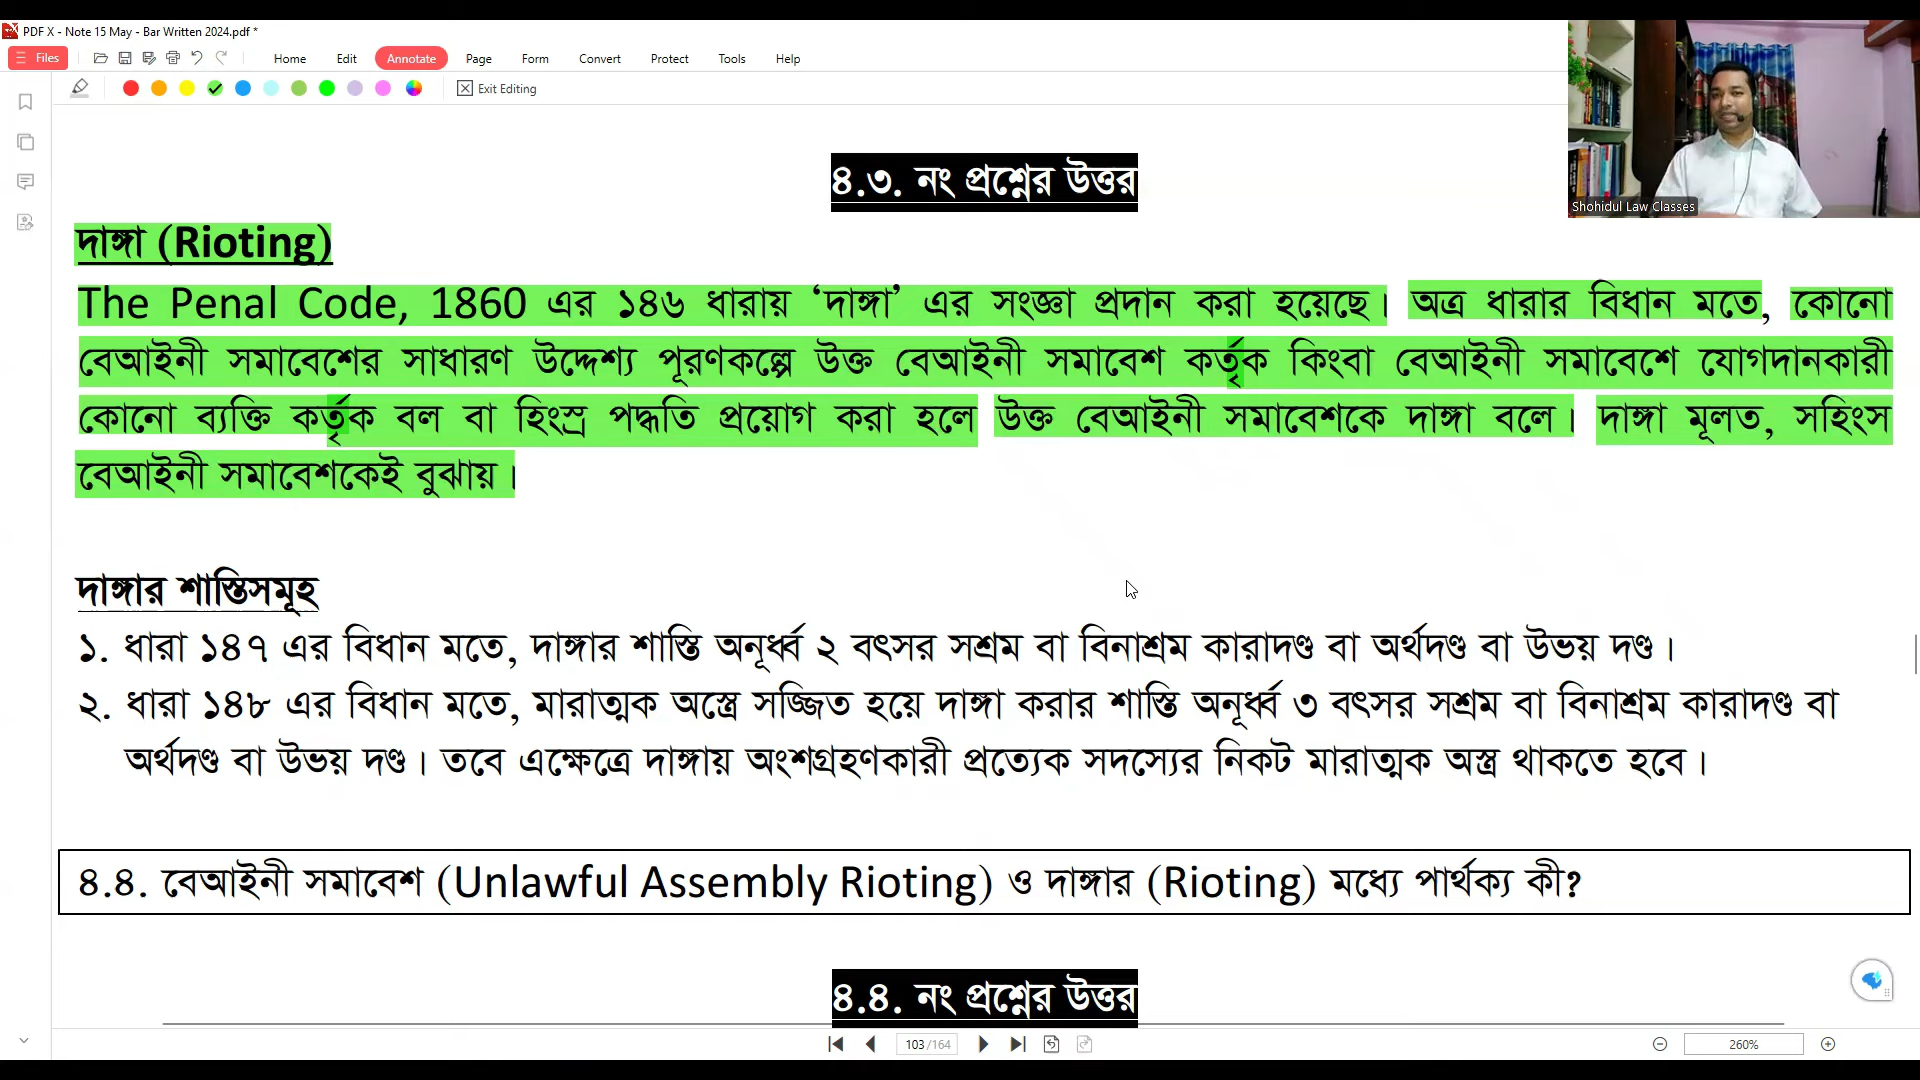 PDF X - Note 15 May - Bar Written 2024.pdf *
Files Home Edit Annotate Page Form Convert Protect Tools Help
Exit Editing
Shohidul Law Classes
৪.৩. নং প্রশ্নের উত্তর
দাঙ্গা (Rioting)
The Penal Code, 1860 এর ১৪৬ ধারায় ‘দাঙ্গা’ এর সংজ্ঞা প্রদান করা হয়েছে। অত্র ধারার বিধান মতে, কোনো
বেআইনী সমাবেশের সাধারণ উদ্দেশ্য পূরণকল্পে উক্ত বেআইনী সমাবেশ কর্তৃক কিংবা বেআইনী সমাবেশে যোগদানকারী
কোনো ব্যক্তি কর্তৃক বল বা হিংস্র পদ্ধতি প্রয়োগ করা হলে উক্ত বেআইনী সমাবেশকে দাঙ্গা বলে। দাঙ্গা মূলত, সহিংস
বেআইনী সমাবেশকেই বুঝায়।
দাঙ্গার শাস্তিসমূহ
১. ধারা ১৪৭ এর বিধান মতে, দাঙ্গার শাস্তি অনূর্ধ্ব ২ বৎসর সশ্রম বা বিনাশ্রম কারাদণ্ড বা অর্থদণ্ড বা উভয় দণ্ড।
২. ধারা ১৪৮ এর বিধান মতে, মারাত্মক অস্ত্রে সজ্জিত হয়ে দাঙ্গা করার শাস্তি অনূর্ধ্ব ৩ বৎসর সশ্রম বা বিনাশ্রম কারাদণ্ড বা
অর্থদণ্ড বা উভয় দণ্ড। তবে এক্ষেত্রে দাঙ্গায় অংশগ্রহণকারী প্রত্যেক সদস্যের নিকট মারাত্মক অস্ত্র থাকতে হবে।
৪.৪. বেআইনী সমাবেশ (Unlawful Assembly Rioting) ও দাঙ্গার (Rioting) মধ্যে পার্থক্য কী?
৪.৪. নং প্রশ্নের উত্তর
103 /164
260%